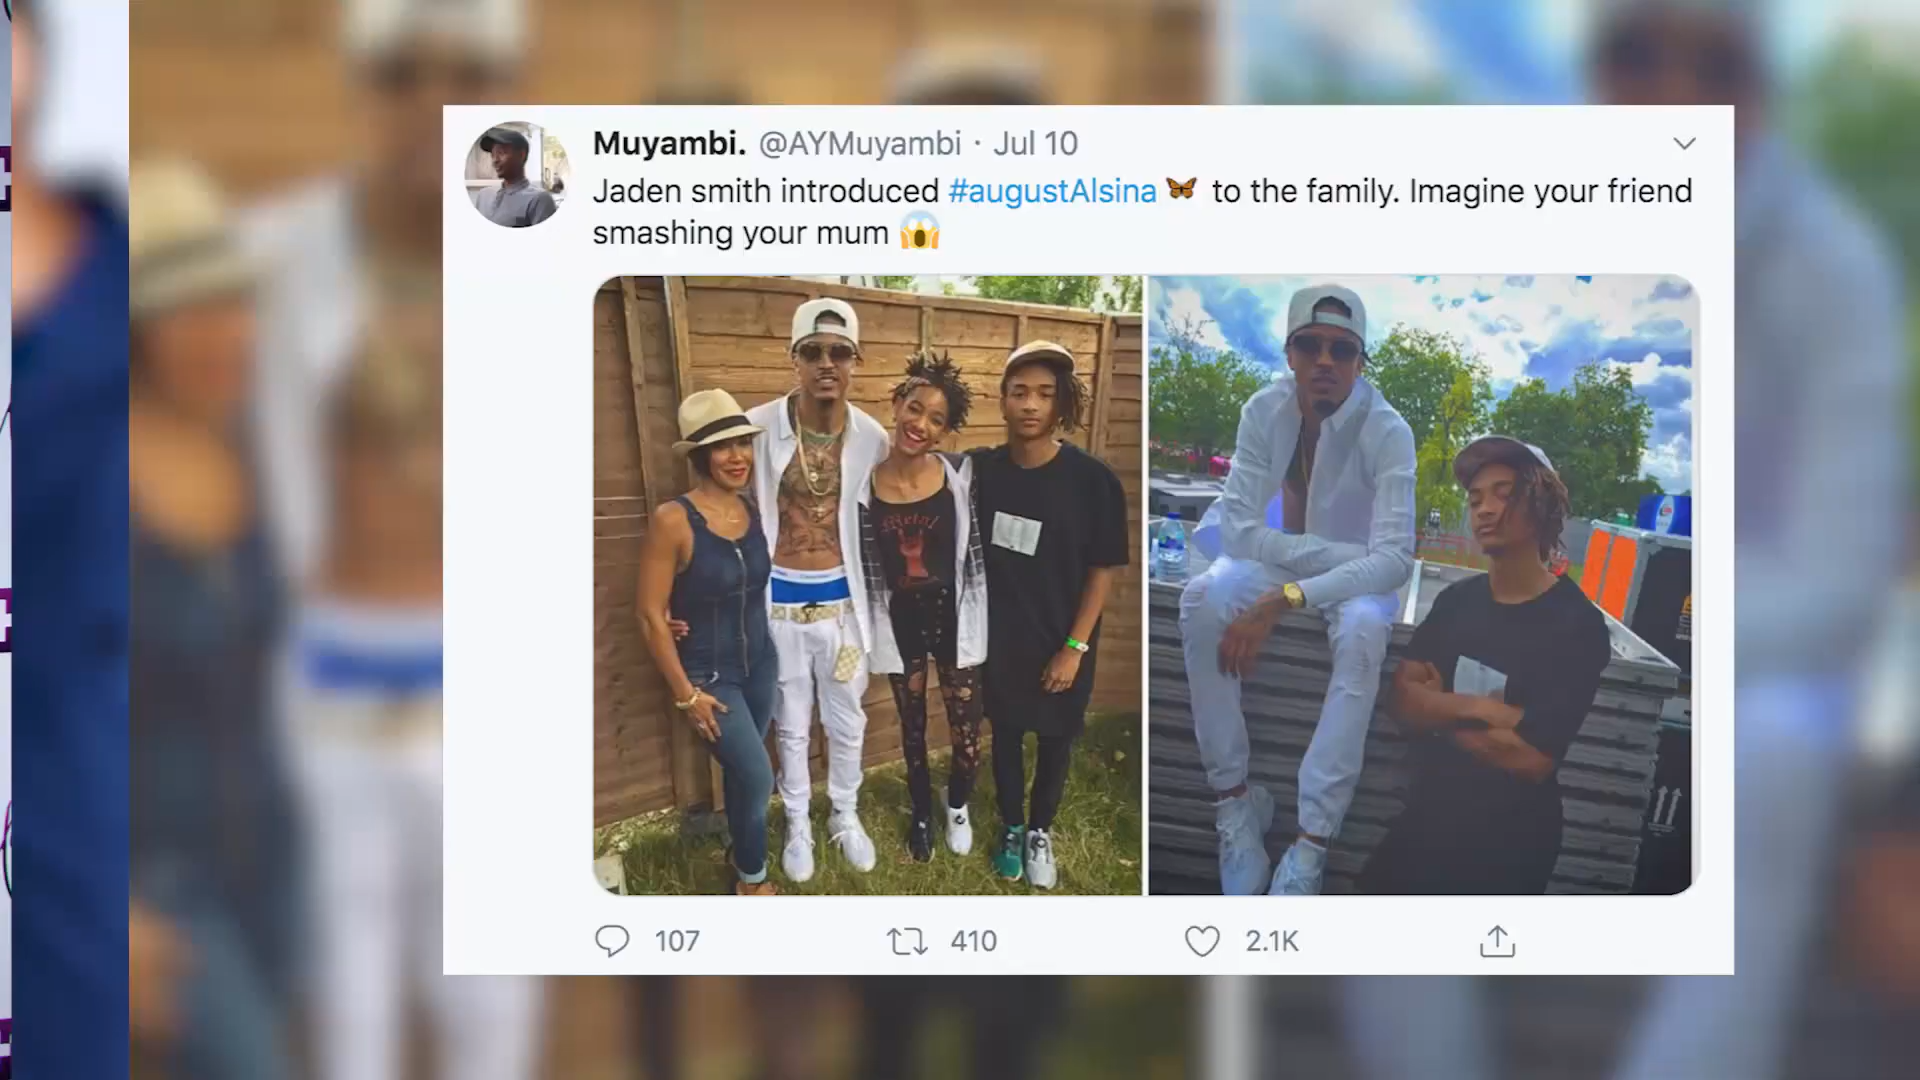 Muyambi. @AYMuyambi · Jul 10
Jaden smith introduced #augustAlsina🦋 to the family. Imagine your friend
smashing your mum 😱
Metal
107 410 2.1K